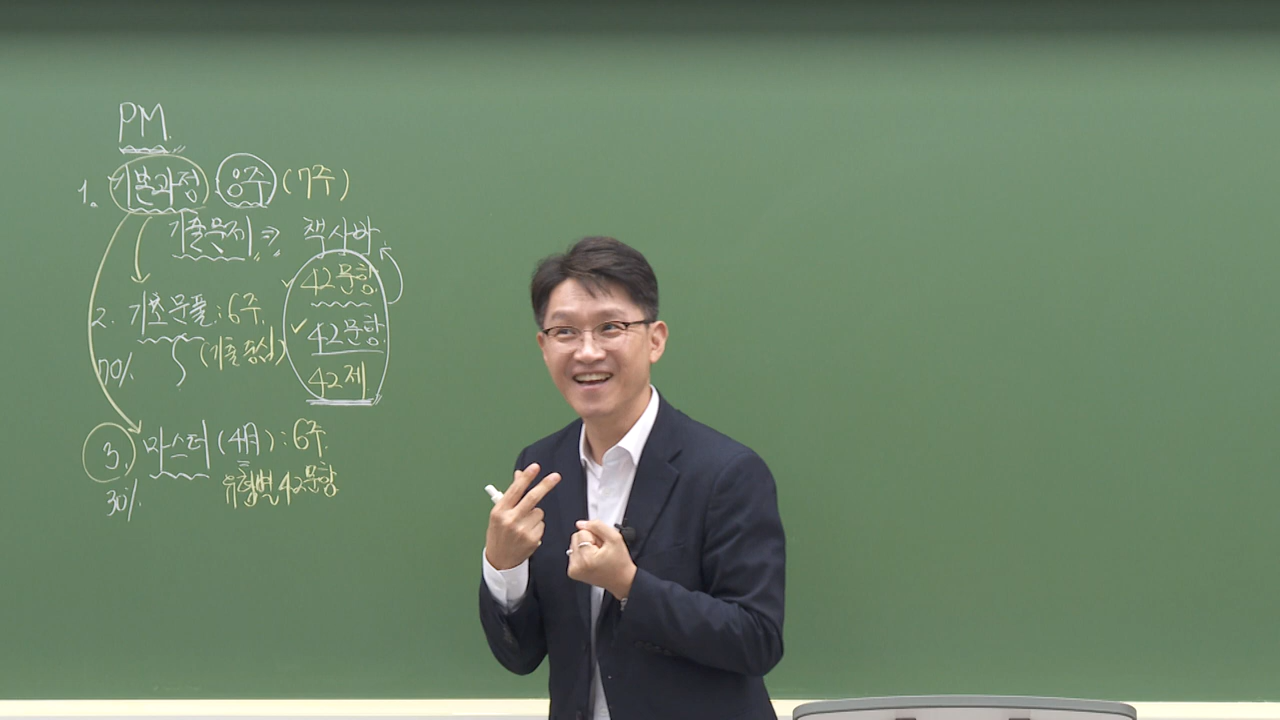 PM.
1. 기본과정 8주 (7주)
기출문제 ⇒ 책사바
42문항
2. 기초문풀 : 6주. 42문항
70% (기출중심) 42제
3. 마스터 (4月) : 6주.
30% 유형별 42문항